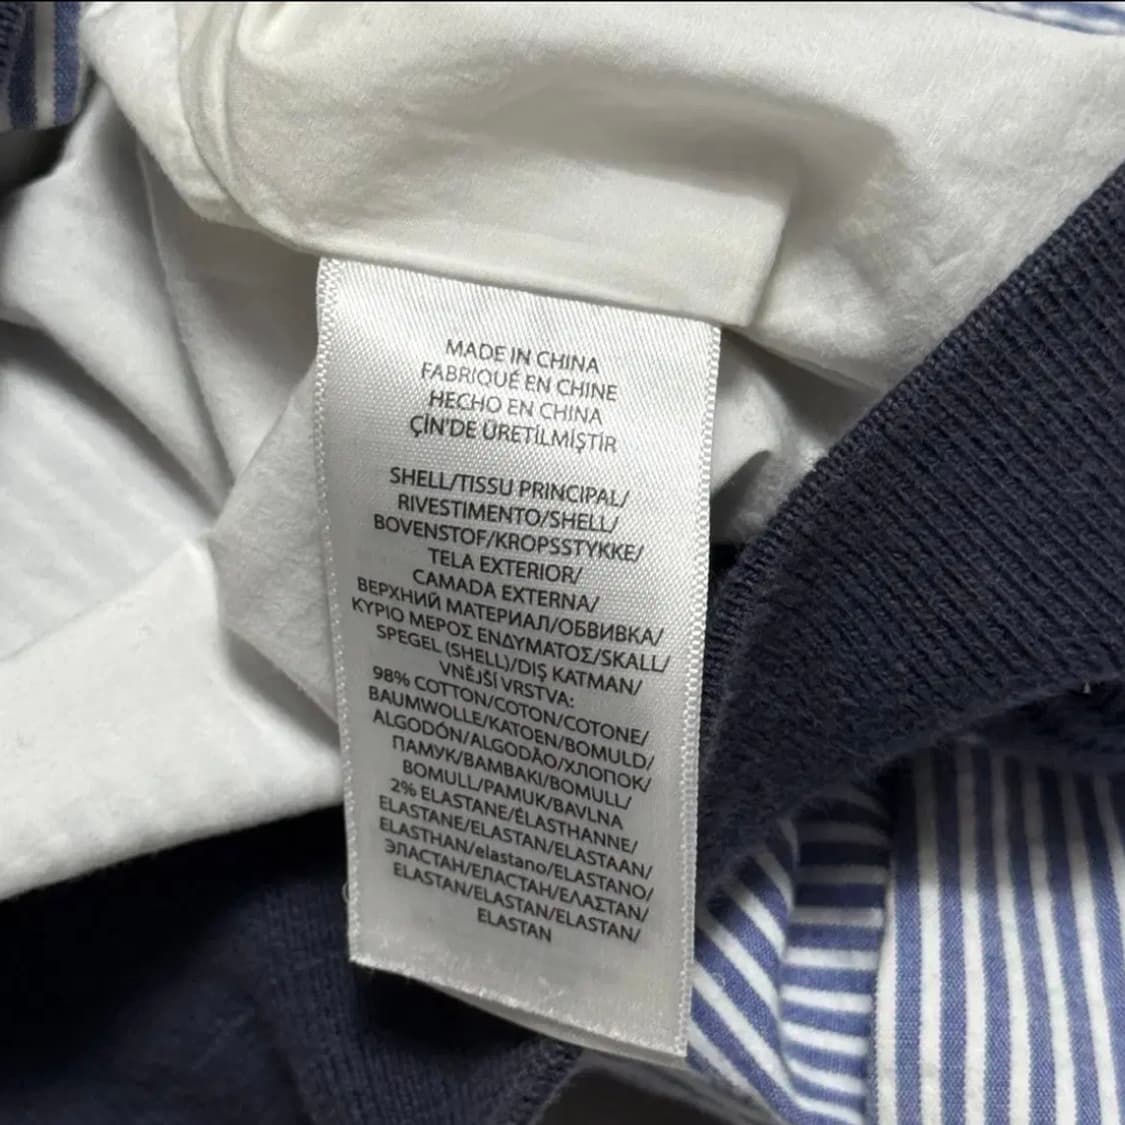 MADE IN CHINA
FABRIQUÉ EN CHINE
HECHO EN CHINA
ÇİN'DE ÜRETİLMİŞTİR
SHELL/TISSU PRINCIPAL/
RIVESTIMENTO/SHELL/
BOVENSTOF/KROPSSTYKKE/
TELA EXTERIOR/
CAMADA EXTERNA/
ВЕРХНИЙ МАТЕРИАЛ/ОБВИВКА/
ΚΥΡΙΟ ΜΕΡΟΣ ΕΝΔΥΜΑΤΟΣ/SKALL/
SPEGEL (SHELL)/DIŞ KATMAN/
VNĚJŠÍ VRSTVA:
98% COTTON/COTON/COTONE/
BAUMWOLLE/KATOEN/BOMULD/
ALGODÓN/ALGODÃO/ХЛОПОК/
ПАМУК/BAMBAKI/BOMULL/
BOMULL/PAMUK/BAVLNA
2% ELASTANE/ÉLASTHANNE/
ELASTANE/ELASTAN/ELASTAAN/
ELASTHAN/elastano/ELASTANO/
ЭЛАСТАН/ЕЛАСТАН/ΕΛΑΣΤΑΝ/
ELASTAN/ELASTAN/ELASTAN/
ELASTAN